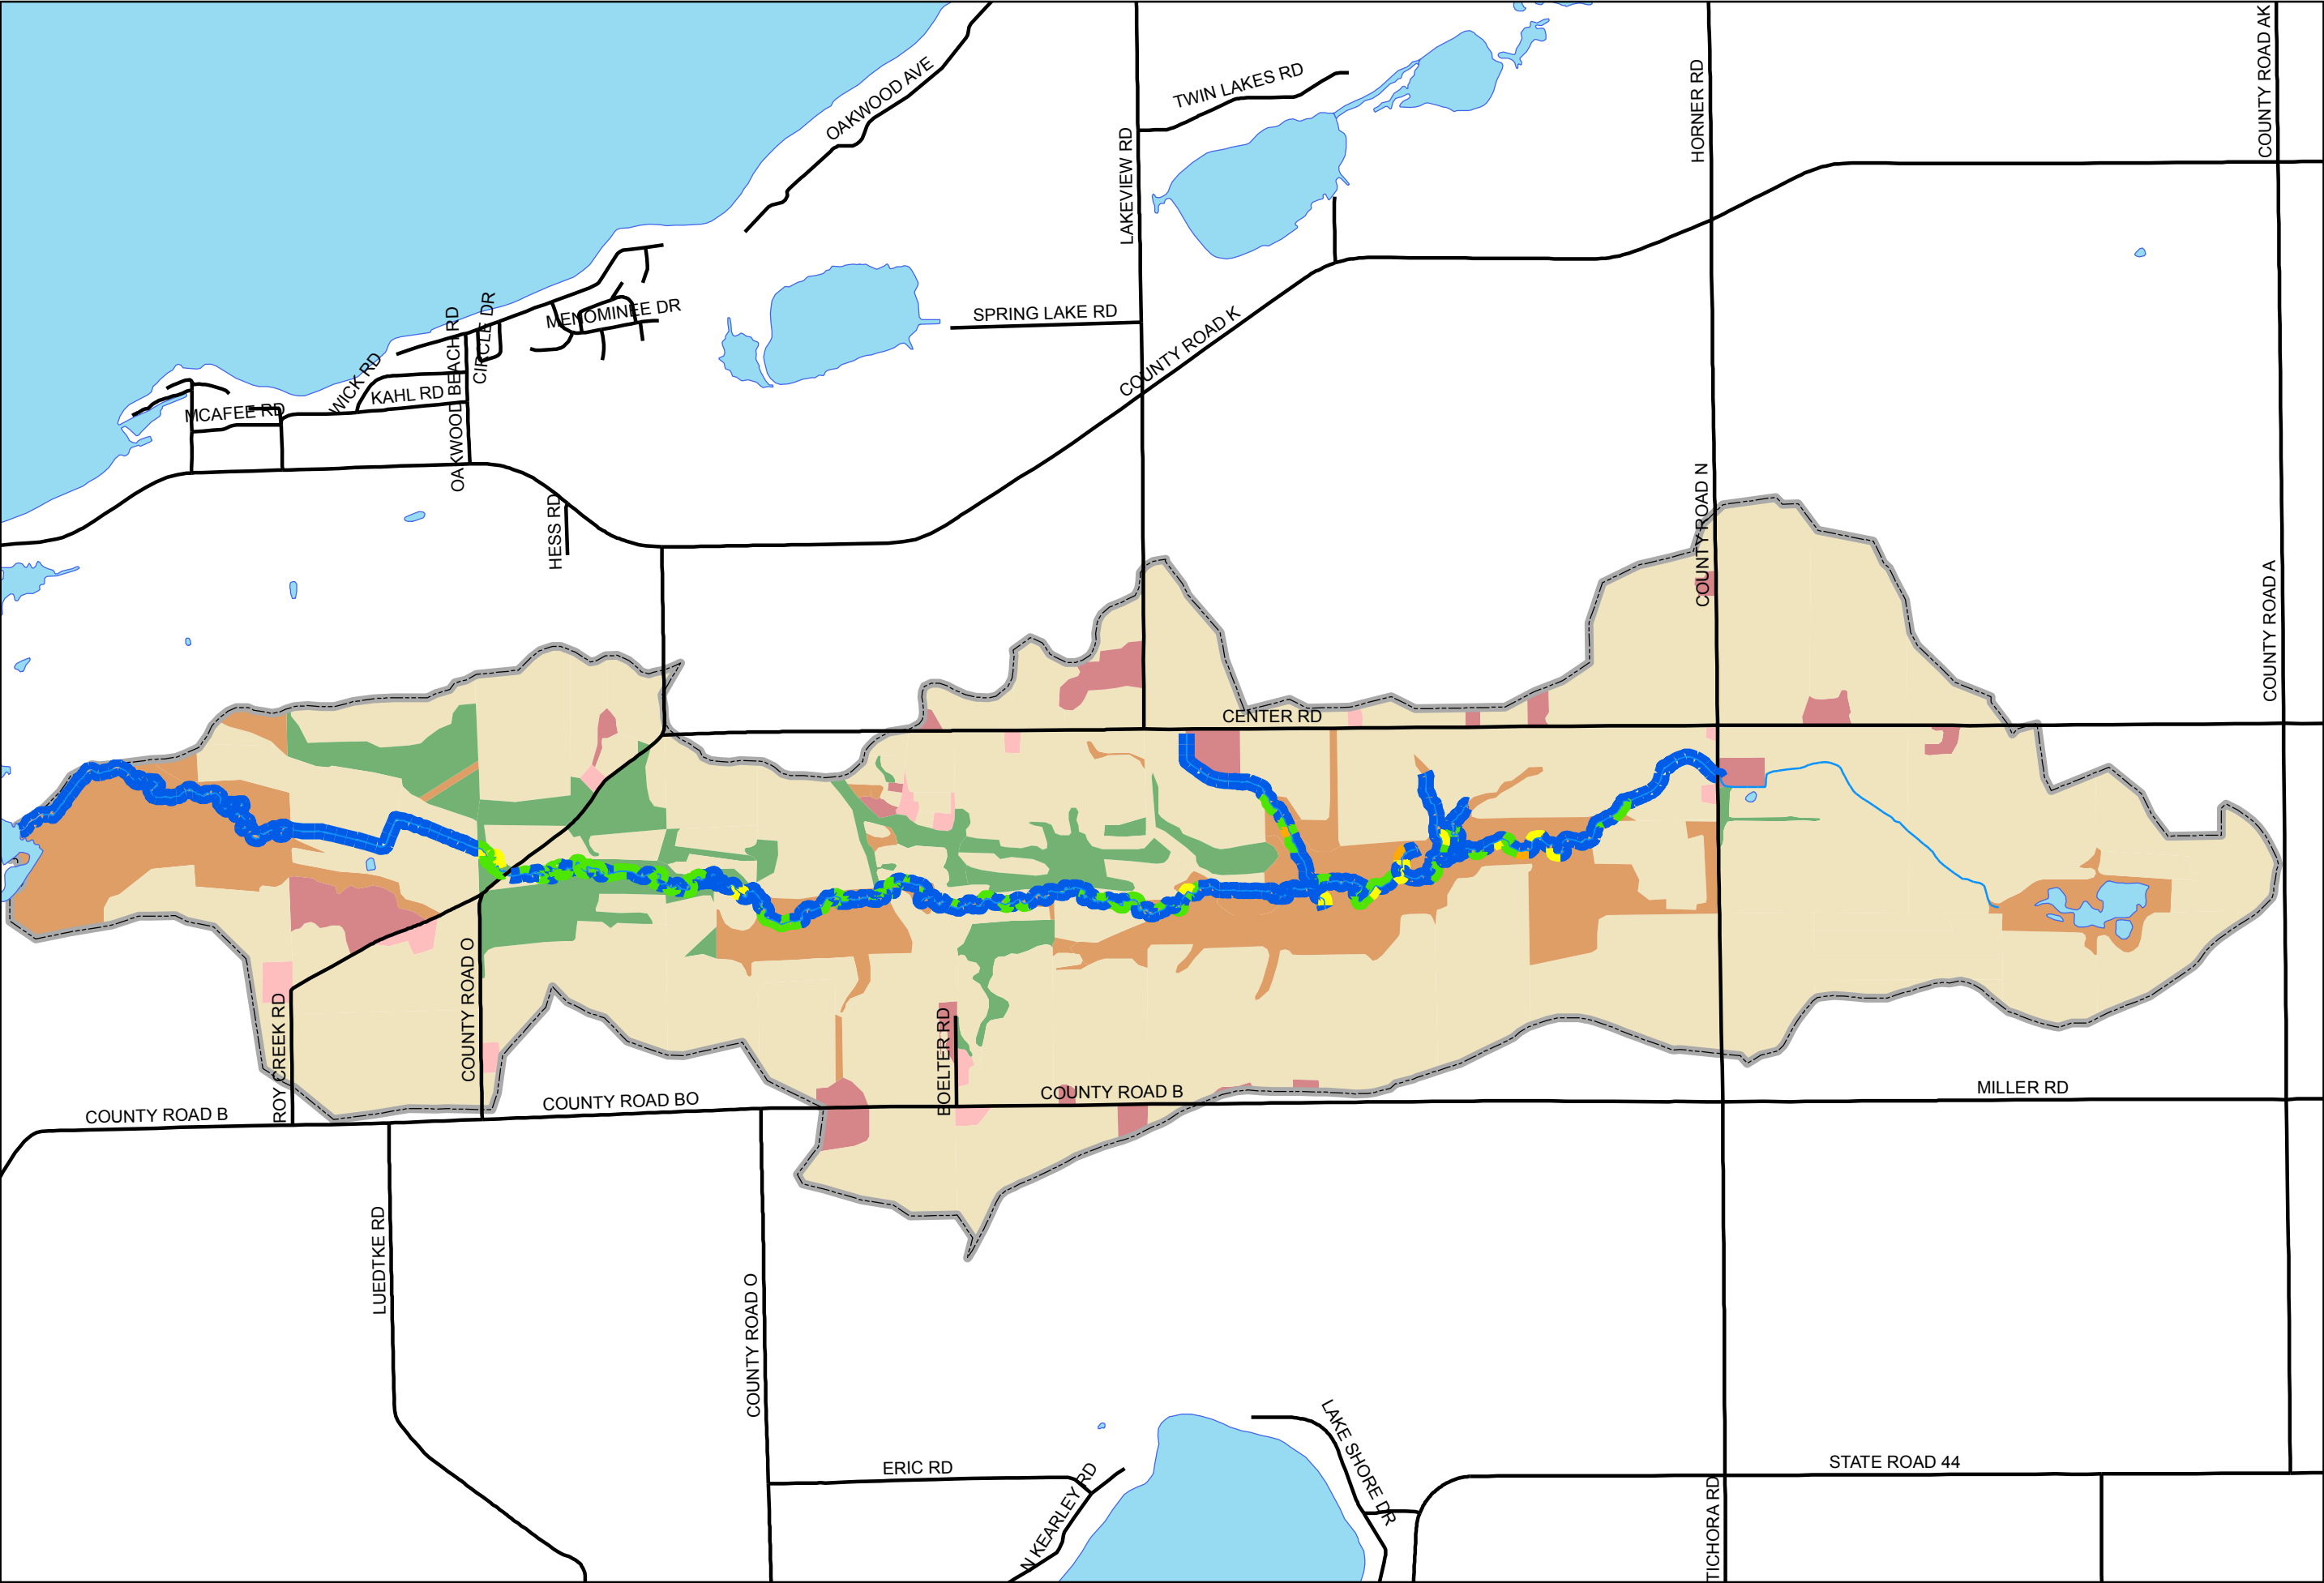 COUNTY ROAD AK
OAKWOOD AVE
TWIN LAKES RD
HORNER RD
LAKEVIEW RD
SPRING LAKE RD
COUNTY ROAD K
MENOMINEE DR
CIRCLE DR
OAKWOOD BEACH RD
WICK RD
KAHL RD
MCAFEE RD
HESS RD
COUNTY ROAD N
COUNTY ROAD A
CENTER RD
COUNTY ROAD O
ROY CREEK RD
BOELTER RD
COUNTY ROAD B
COUNTY ROAD BO
COUNTY ROAD B
MILLER RD
LUEDTKE RD
COUNTY ROAD O
ERIC RD
N KEARLEY RD
LAKE SHORE DR
STATE ROAD 44
TICHORA RD